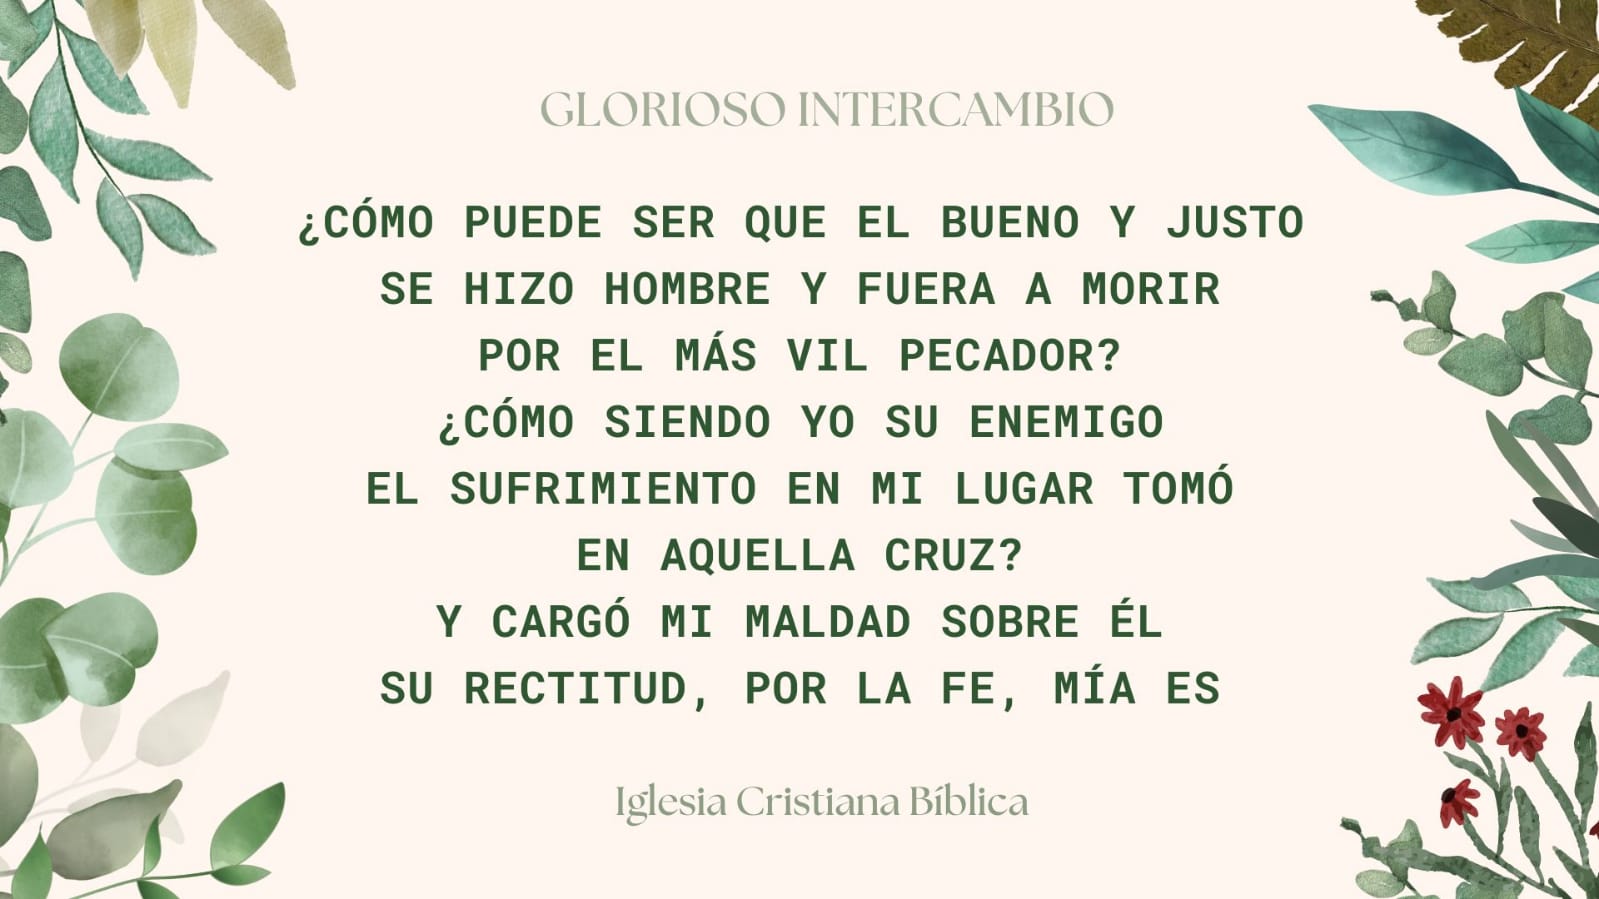 GLORIOSO INTERCAMBIO
¿CÓMO PUEDE SER QUE EL BUENO Y JUSTO
SE HIZO HOMBRE Y FUERA A MORIR
POR EL MÁS VIL PECADOR?
¿CÓMO SIENDO YO SU ENEMIGO
EL SUFRIMIENTO EN MI LUGAR TOMÓ
EN AQUELLA CRUZ?
Y CARGÓ MI MALDAD SOBRE ÉL
SU RECTITUD, POR LA FE, MÍA ES
Iglesia Cristiana Bíblica